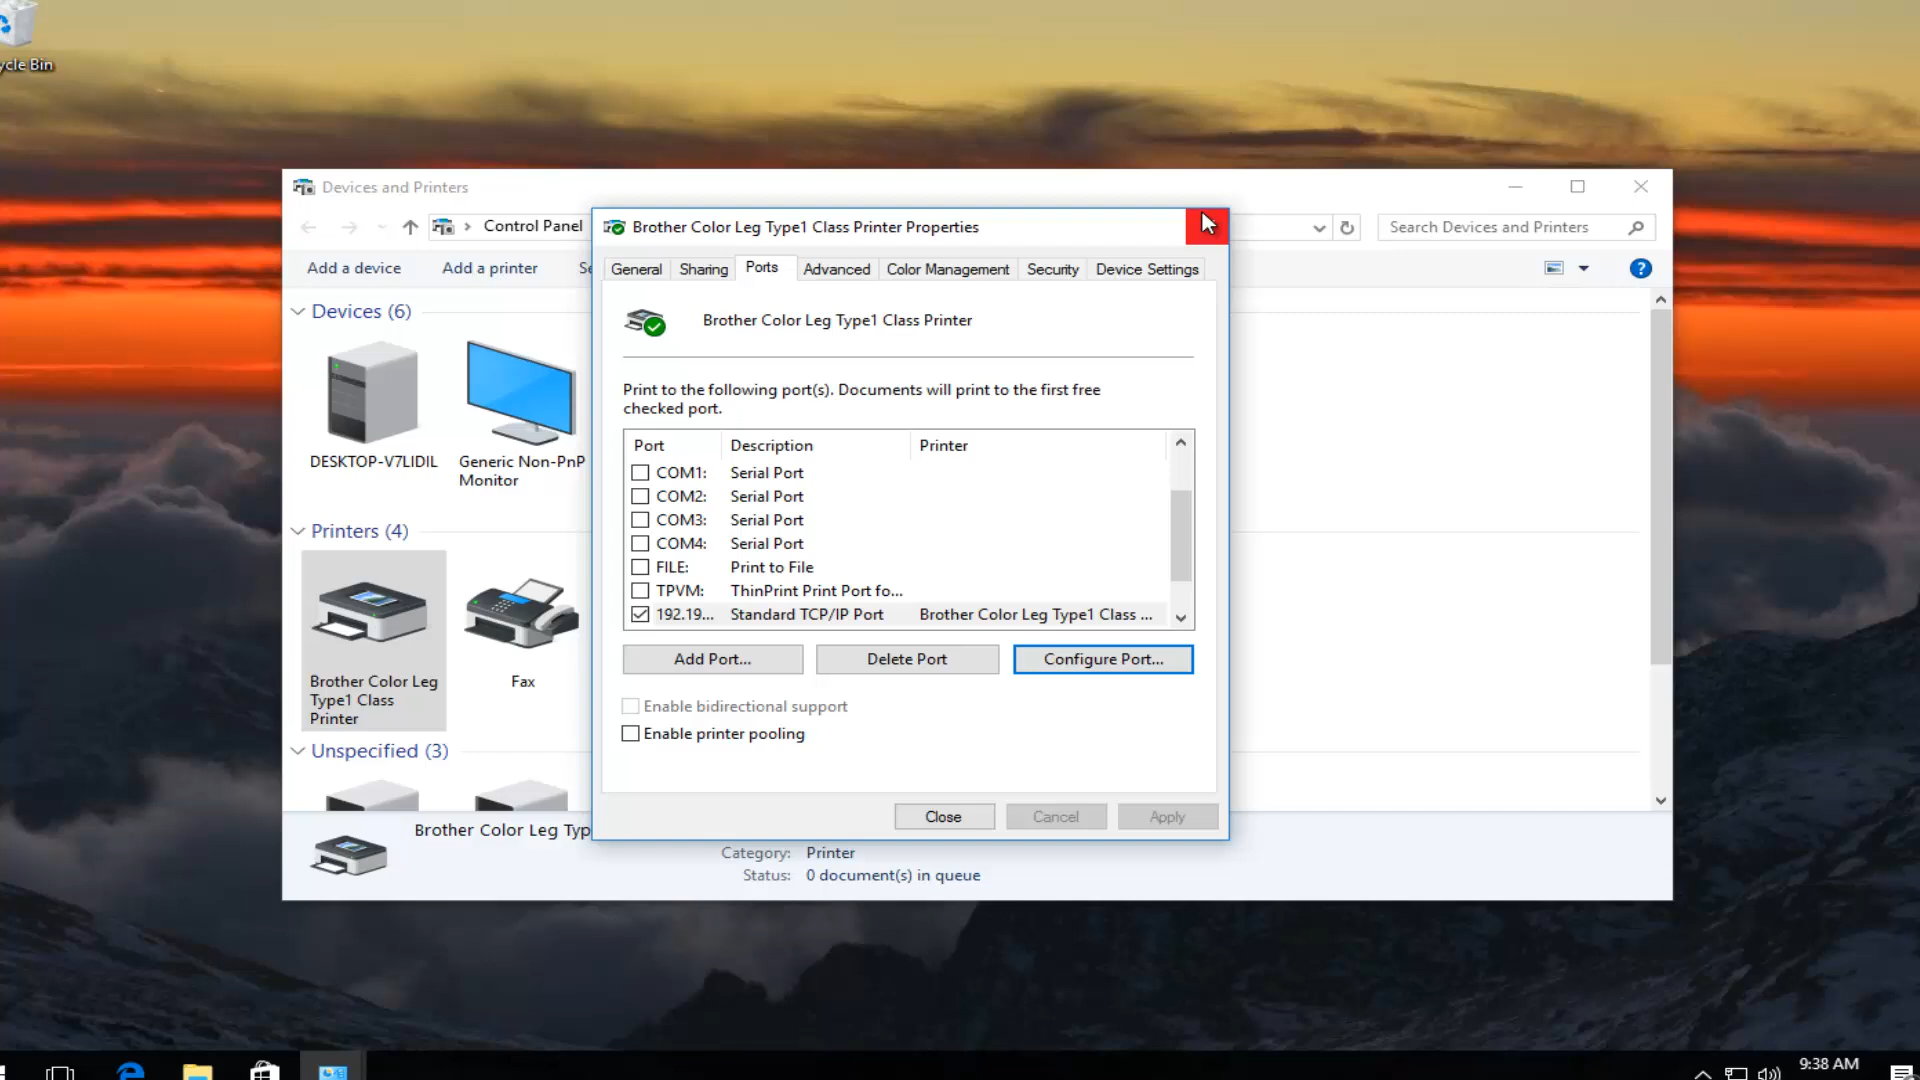 ycle Bin
Devices and Printers
Control Panel
Search Devices and Printers
Add a device
Add a printer
Se
Devices (6)
DESKTOP-V7LIDIL
Generic Non-PnP
Monitor
Printers (4)
Brother Color Leg
Type1 Class
Printer
Fax
Unspecified (3)
Brother Color Leg Typ
Category: Printer
Status: 0 document(s) in queue
Brother Color Leg Type1 Class Printer Properties
General Sharing Ports Advanced Color Management Security Device Settings
Brother Color Leg Type1 Class Printer
Print to the following port(s). Documents will print to the first free
checked port.
Port Description Printer
COM1: Serial Port
COM2: Serial Port
COM3: Serial Port
COM4: Serial Port
FILE: Print to File
TPVM: ThinPrint Print Port fo...
192.19... Standard TCP/IP Port Brother Color Leg Type1 Class ...
Add Port... Delete Port Configure Port...
Enable bidirectional support
Enable printer pooling
Close Cancel Apply
9:38 AM